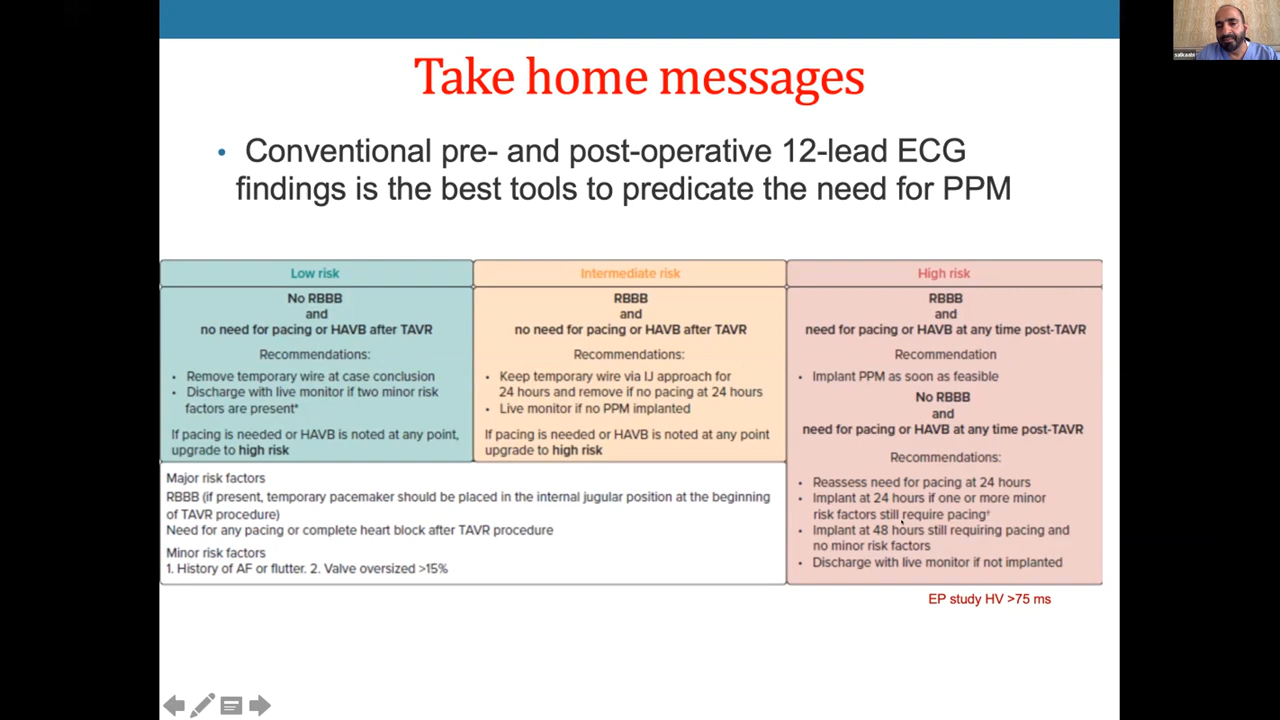 Take home messages
• Conventional pre- and post-operative 12-lead ECG
findings is the best tools to predicate the need for PPM
Low risk
No RBBB
and
no need for pacing or HAVB after TAVR
Recommendations:
• Remove temporary wire at case conclusion
• Discharge with live monitor if two minor risk
factors are present*
If pacing is needed or HAVB is noted at any point,
upgrade to high risk
Intermediate risk
RBBB
and
no need for pacing or HAVB after TAVR
Recommendations:
• Keep temporary wire via IJ approach for
24 hours and remove if no pacing at 24 hours
• Live monitor if no PPM implanted
If pacing is needed or HAVB is noted at any point
upgrade to high risk
High risk
RBBB
and
need for pacing or HAVB at any time post-TAVR
Recommendation
• Implant PPM as soon as feasible
No RBBB
and
need for pacing or HAVB at any time post-TAVR
Recommendations:
• Reassess need for pacing at 24 hours
• Implant at 24 hours if one or more minor
risk factors still require pacing†
• Implant at 48 hours still requiring pacing and
no minor risk factors
• Discharge with live monitor if not implanted
Major risk factors
RBBB (if present, temporary pacemaker should be placed in the internal jugular position at the beginning
of TAVR procedure)
Need for any pacing or complete heart block after TAVR procedure
Minor risk factors
1. History of AF or flutter. 2. Valve oversized >15%
EP study HV >75 ms